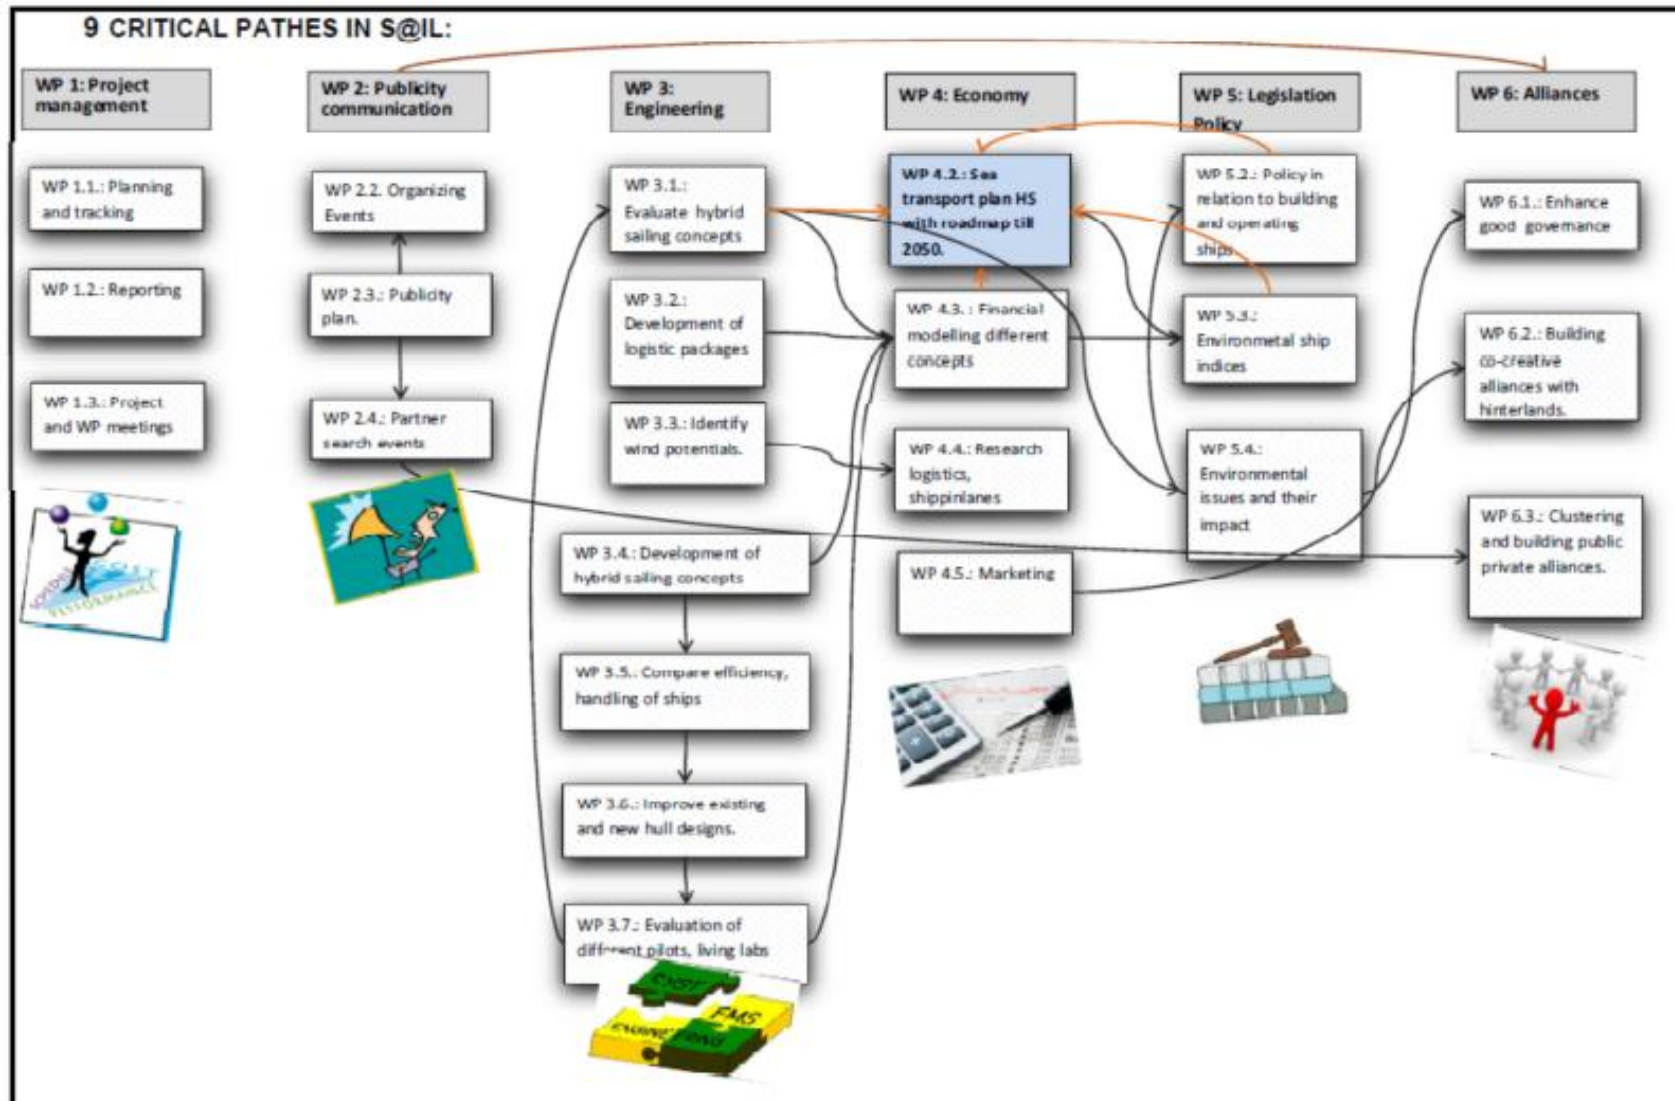 9 CRITICAL PATHES IN S@IL:
WP 1: Project
management
WP 1.1.: Planning
and tracking
WP 1.2.: Reporting
WP 1.3.: Project
and WP meetings
PERFORMANCE
WP 2: Publicity
communication
WP 2.2. Organizing
Events
WP 2.3.: Publicity
plan.
WP 2.4.: Partner
search events
WP 3:
Engineering
WP 3.1.:
Evaluate hybrid
sailing concepts
WP 3.2.:
Development of
logistic packages
WP 3.3.: Identify
wind potentials.
WP 3.4.: Development of
hybrid sailing concepts
WP 3.5.: Compare efficiency,
handling of ships
WP 3.6.: Improve existing
and new hull designs.
WP 3.7.: Evaluation of
different pilots, living labs
FMS
WP 4: Economy
WP 4.2.: Sea
transport plan HS
with roadmap till
2050.
WP 4.3. : Financial
modelling different
concepts
WP 4.4.: Research
logistics,
shippinlanes
WP 4.5.: Marketing
WP 5: Legislation
Policy
WP 5.2.: Policy in
relation to building
and operating
ships.
WP 5.3.:
Environmetal ship
indices
WP 5.4.:
Environmental
issues and their
impact
WP 6: Alliances
WP 6.1.: Enhance
good governance
WP 6.2.: Building
co-creative
alliances with
hinterlands.
WP 6.3.: Clustering
and building public
private alliances.